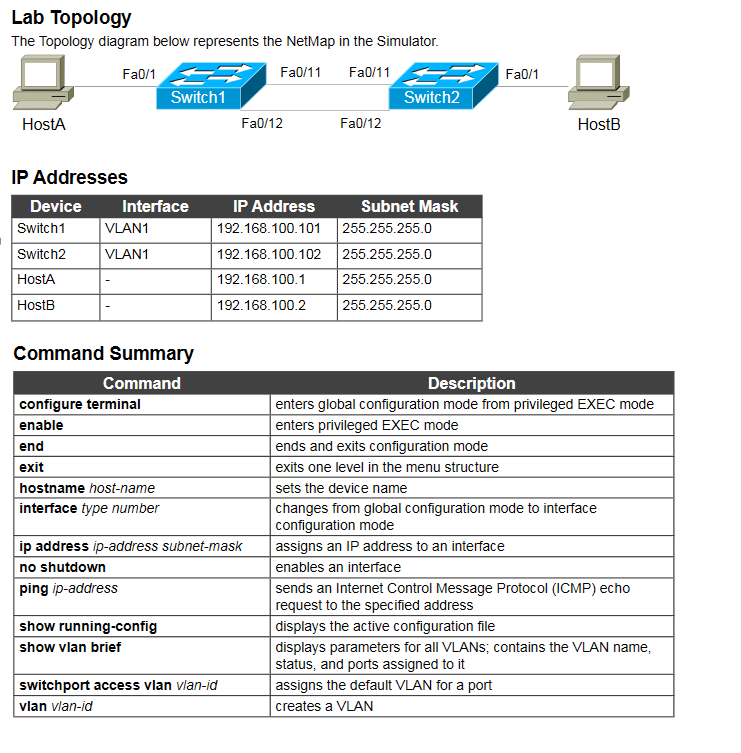 Lab Topology
The Topology diagram below represents the NetMap in the Simulator.
Fa0/1 Fa0/11 Fa0/11 Fa0/1
Switch1 Switch2
HostA Fa0/12 Fa0/12 HostB
IP Addresses
Device Interface IP Address Subnet Mask
Switch1 VLAN1 192.168.100.101 255.255.255.0
Switch2 VLAN1 192.168.100.102 255.255.255.0
HostA - 192.168.100.1 255.255.255.0
HostB - 192.168.100.2 255.255.255.0
Command Summary
Command Description
configure terminal enters global configuration mode from privileged EXEC mode
enable enters privileged EXEC mode
end ends and exits configuration mode
exit exits one level in the menu structure
hostname host-name sets the device name
interface type number changes from global configuration mode to interface
configuration mode
ip address ip-address subnet-mask assigns an IP address to an interface
no shutdown enables an interface
ping ip-address sends an Internet Control Message Protocol (ICMP) echo
request to the specified address
show running-config displays the active configuration file
show vlan brief displays parameters for all VLANs; contains the VLAN name,
status, and ports assigned to it
switchport access vlan vlan-id assigns the default VLAN for a port
vlan vlan-id creates a VLAN